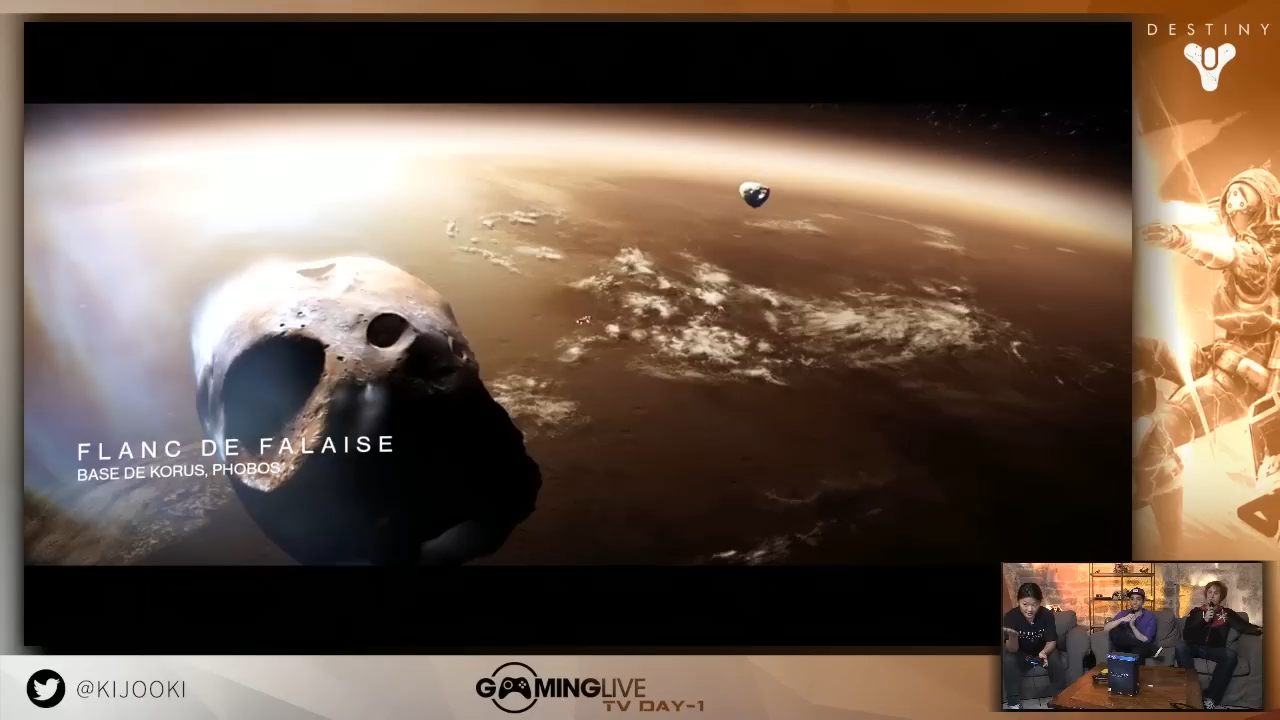 DESTINY
FLANC DE FALAISE
BASE DE KORUS, PHOBOS
@KIJOOKI
GAMINGLIVE
TV DAY-1